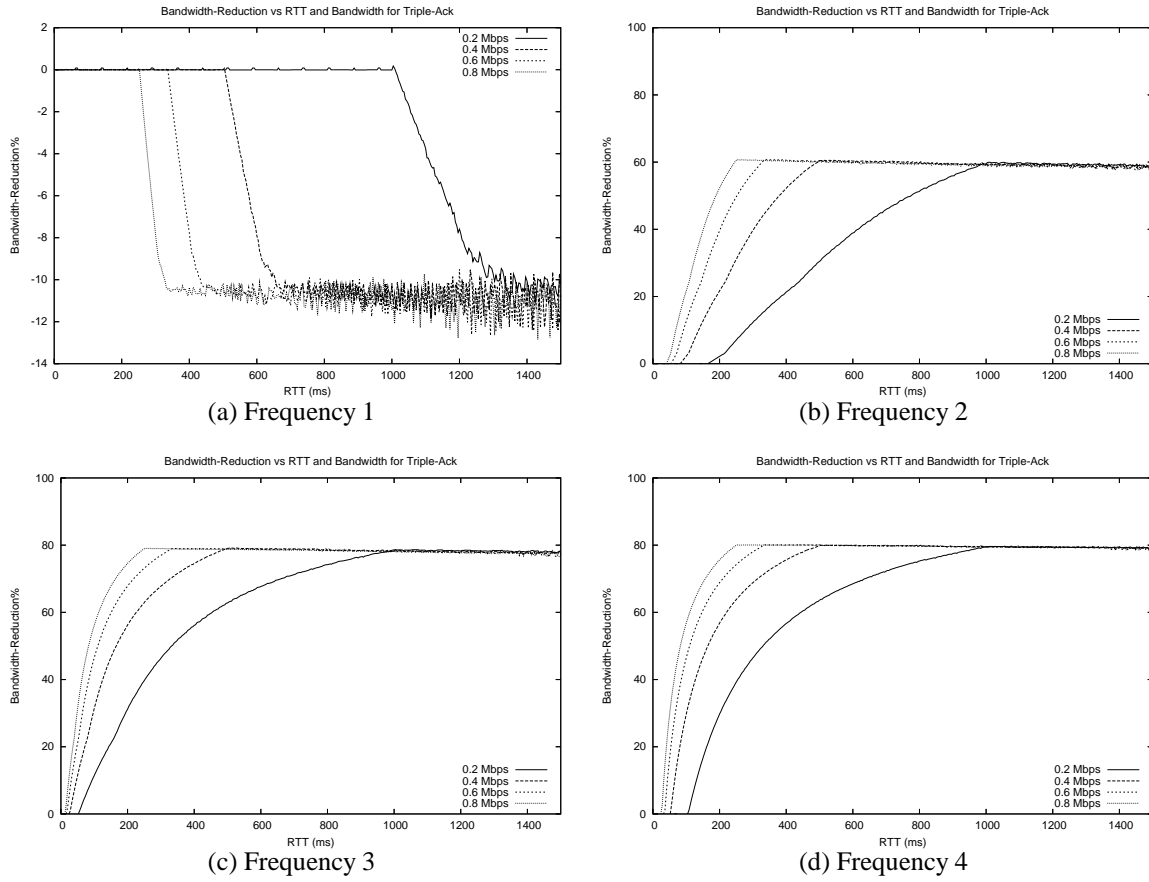 Bandwidth-Reduction vs RTT and Bandwidth for Triple-Ack
2
0
-2
-4
-6
-8
-10
-12
-14
Bandwidth-Reduction%
0.2 Mbps
0.4 Mbps
0.6 Mbps
0.8 Mbps
0 200 400 600 800 1000 1200 1400
RTT (ms)
(a) Frequency 1
Bandwidth-Reduction vs RTT and Bandwidth for Triple-Ack
100
80
60
40
20
0
Bandwidth-Reduction%
0.2 Mbps
0.4 Mbps
0.6 Mbps
0.8 Mbps
0 200 400 600 800 1000 1200 1400
RTT (ms)
(b) Frequency 2
Bandwidth-Reduction vs RTT and Bandwidth for Triple-Ack
100
80
60
40
20
0
Bandwidth-Reduction%
0.2 Mbps
0.4 Mbps
0.6 Mbps
0.8 Mbps
0 200 400 600 800 1000 1200 1400
RTT (ms)
(c) Frequency 3
Bandwidth-Reduction vs RTT and Bandwidth for Triple-Ack
100
80
60
40
20
0
Bandwidth-Reduction%
0.2 Mbps
0.4 Mbps
0.6 Mbps
0.8 Mbps
0 200 400 600 800 1000 1200 1400
RTT (ms)
(d) Frequency 4